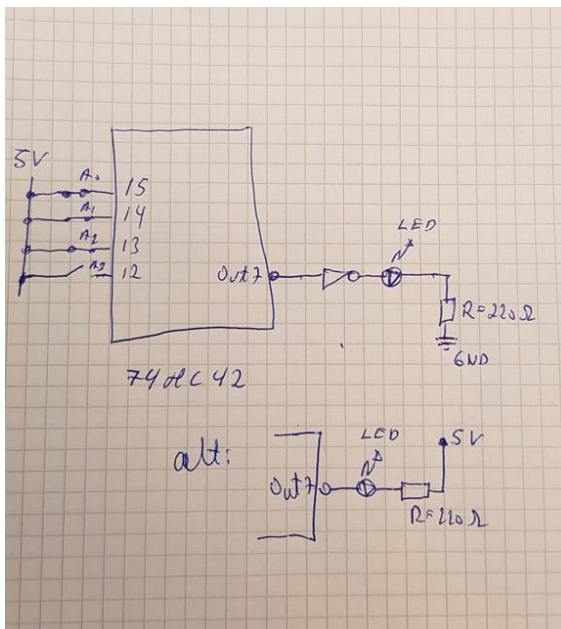 5V
A0 15
A1 14
A2 13
A3 12
Out7
LED
R=220Ω
GND
74HC42
alt:
Out7
LED
5V
R=220Ω